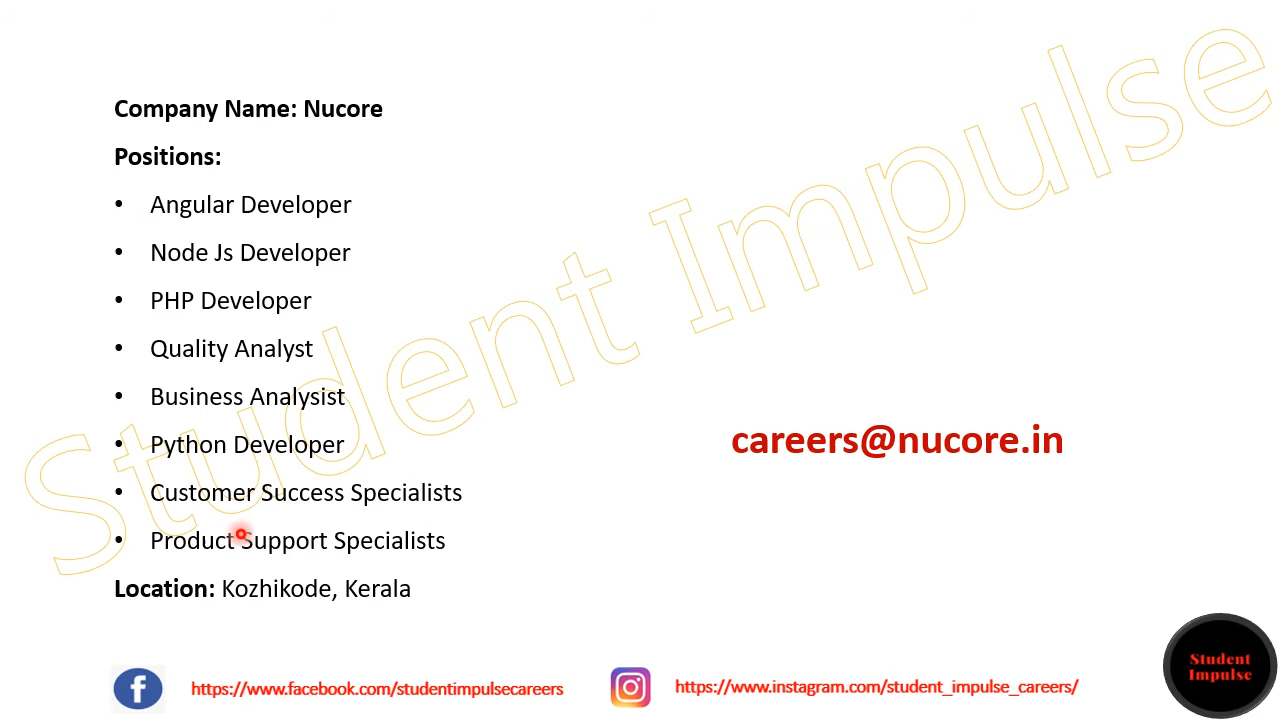 Company Name: Nucore
Positions:
• Angular Developer
• Node Js Developer
• PHP Developer
• Quality Analyst
• Business Analysist
• Python Developer
• Customer Success Specialists
• Product Support Specialists
Location: Kozhikode, Kerala
careers@nucore.in
Student Impulse
https://www.facebook.com/studentimpulsecareers
https://www.instagram.com/student_impulse_careers/
Student
Impulse